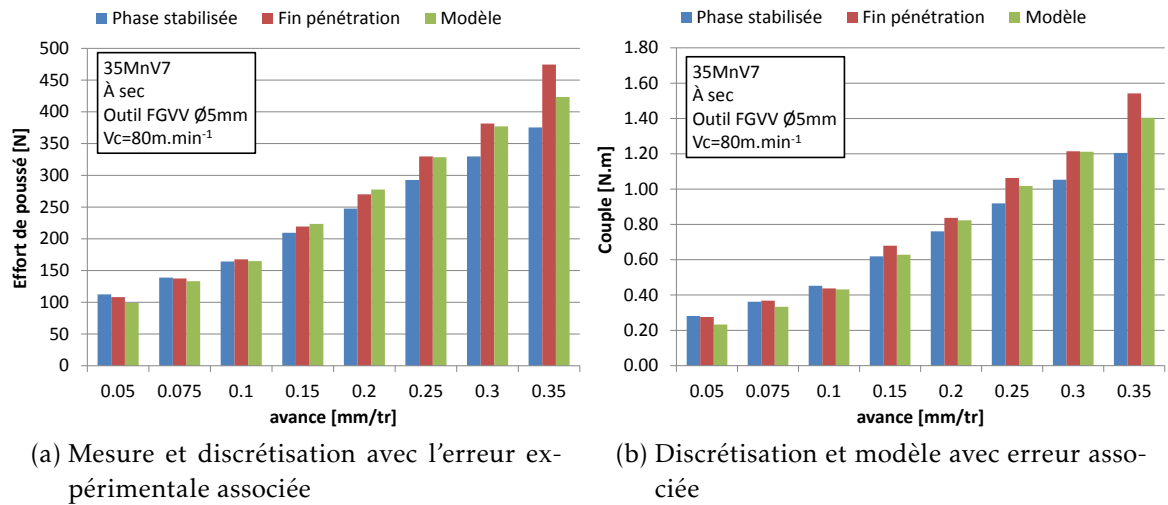 Phase stabilisée Fin pénétration Modèle
Effort de poussé [N]
500
450
400
350
300
250
200
150
100
50
0
35MnV7
À sec
Outil FGVV Ø5mm
Vc=80m.min-1
0.05 0.075 0.1 0.15 0.2 0.25 0.3 0.35
avance [mm/tr]
(a) Mesure et discrétisation avec l'erreur ex-
périmentale associée
Phase stabilisée Fin pénétration Modèle
Couple [N.m]
1.80
1.60
1.40
1.20
1.00
0.80
0.60
0.40
0.20
0.00
35MnV7
À sec
Outil FGVV Ø5mm
Vc=80m.min-1
0.05 0.075 0.1 0.15 0.2 0.25 0.3 0.35
avance [mm/tr]
(b) Discrétisation et modèle avec erreur asso-
ciée